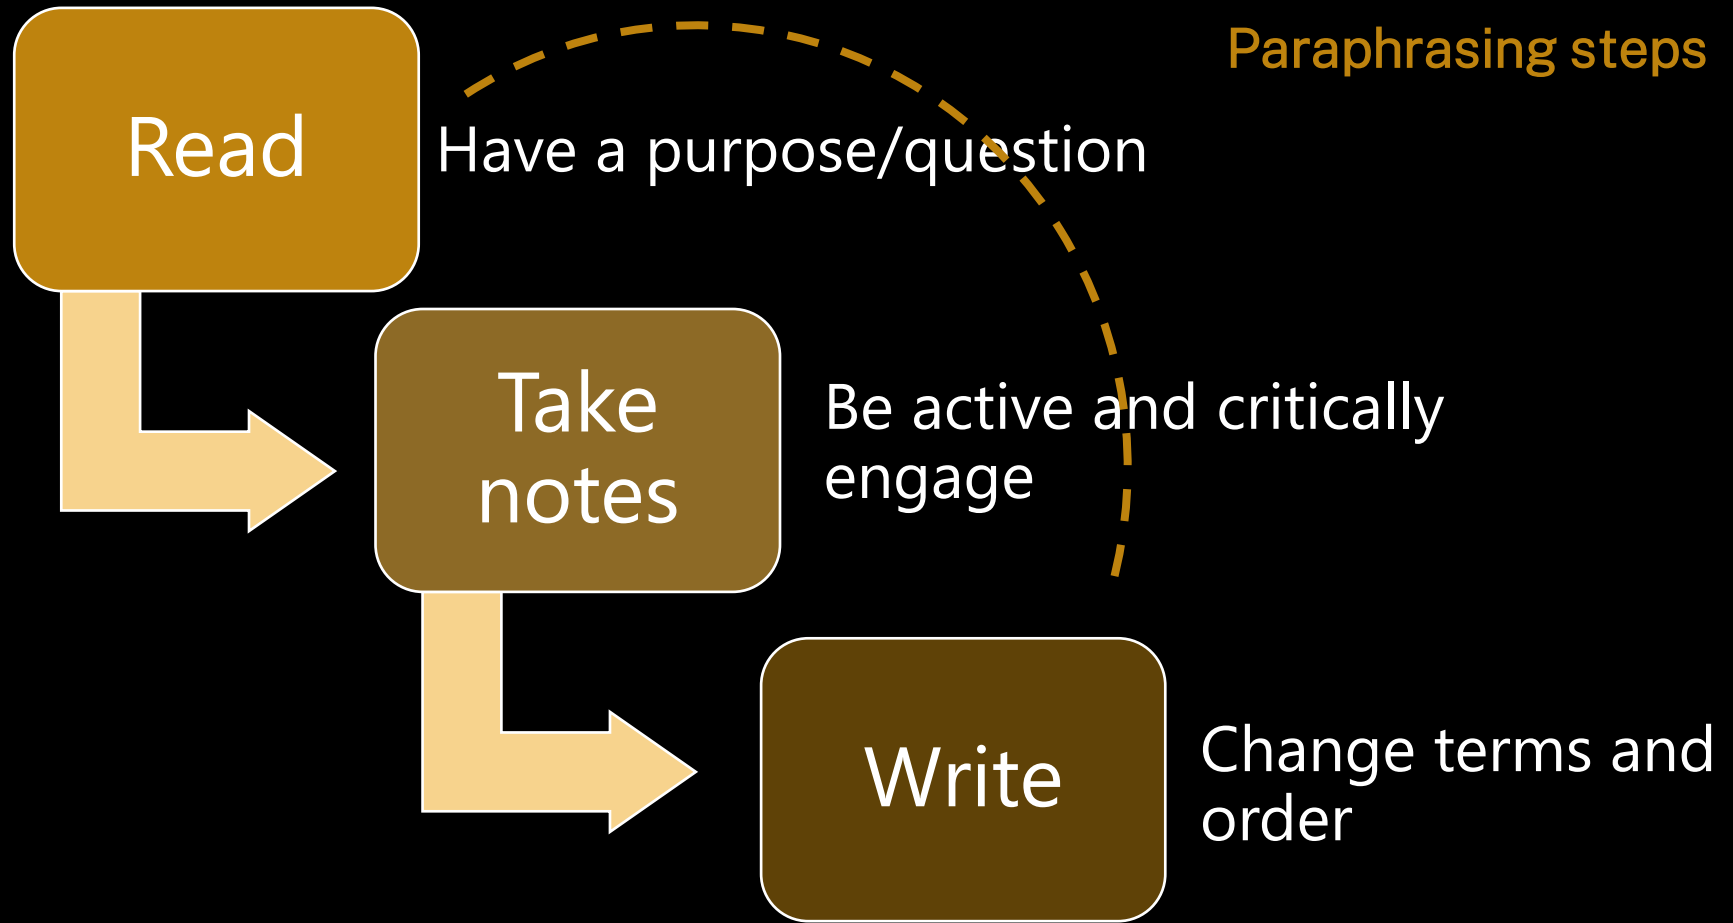 Paraphrasing steps
Read
Have a purpose/question
Take
notes
Be active and critically
engage
Write
Change terms and
order